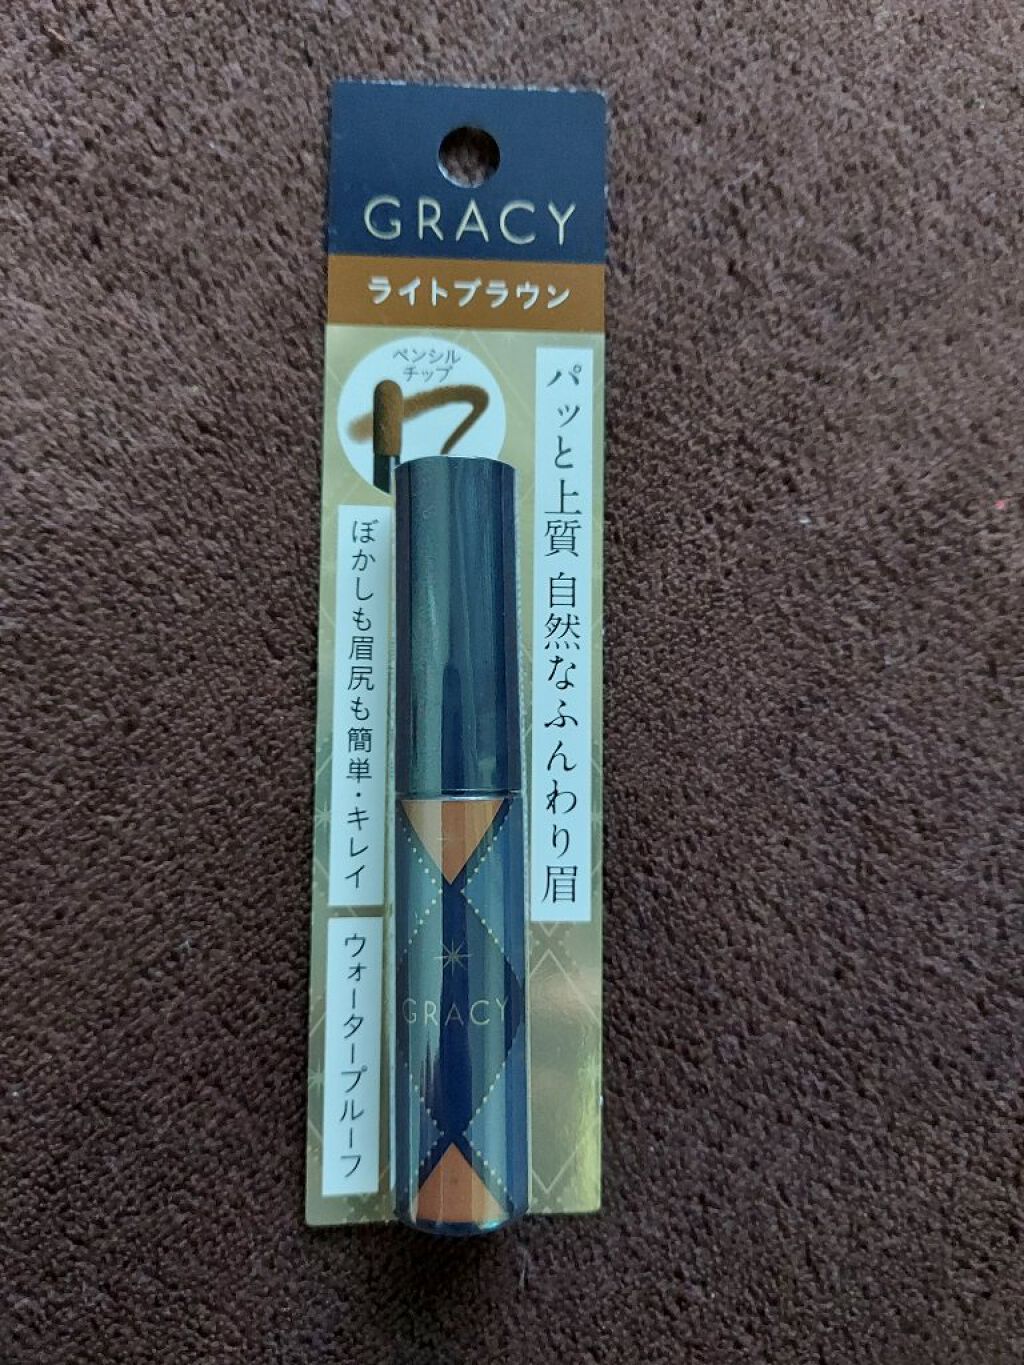 GRACY
ライトブラウン
ペンシル
チップ
パッと上質 自然なふんわり眉
ぼかしも眉尻も簡単・キレイ
ウォータープルーフ
GRACY